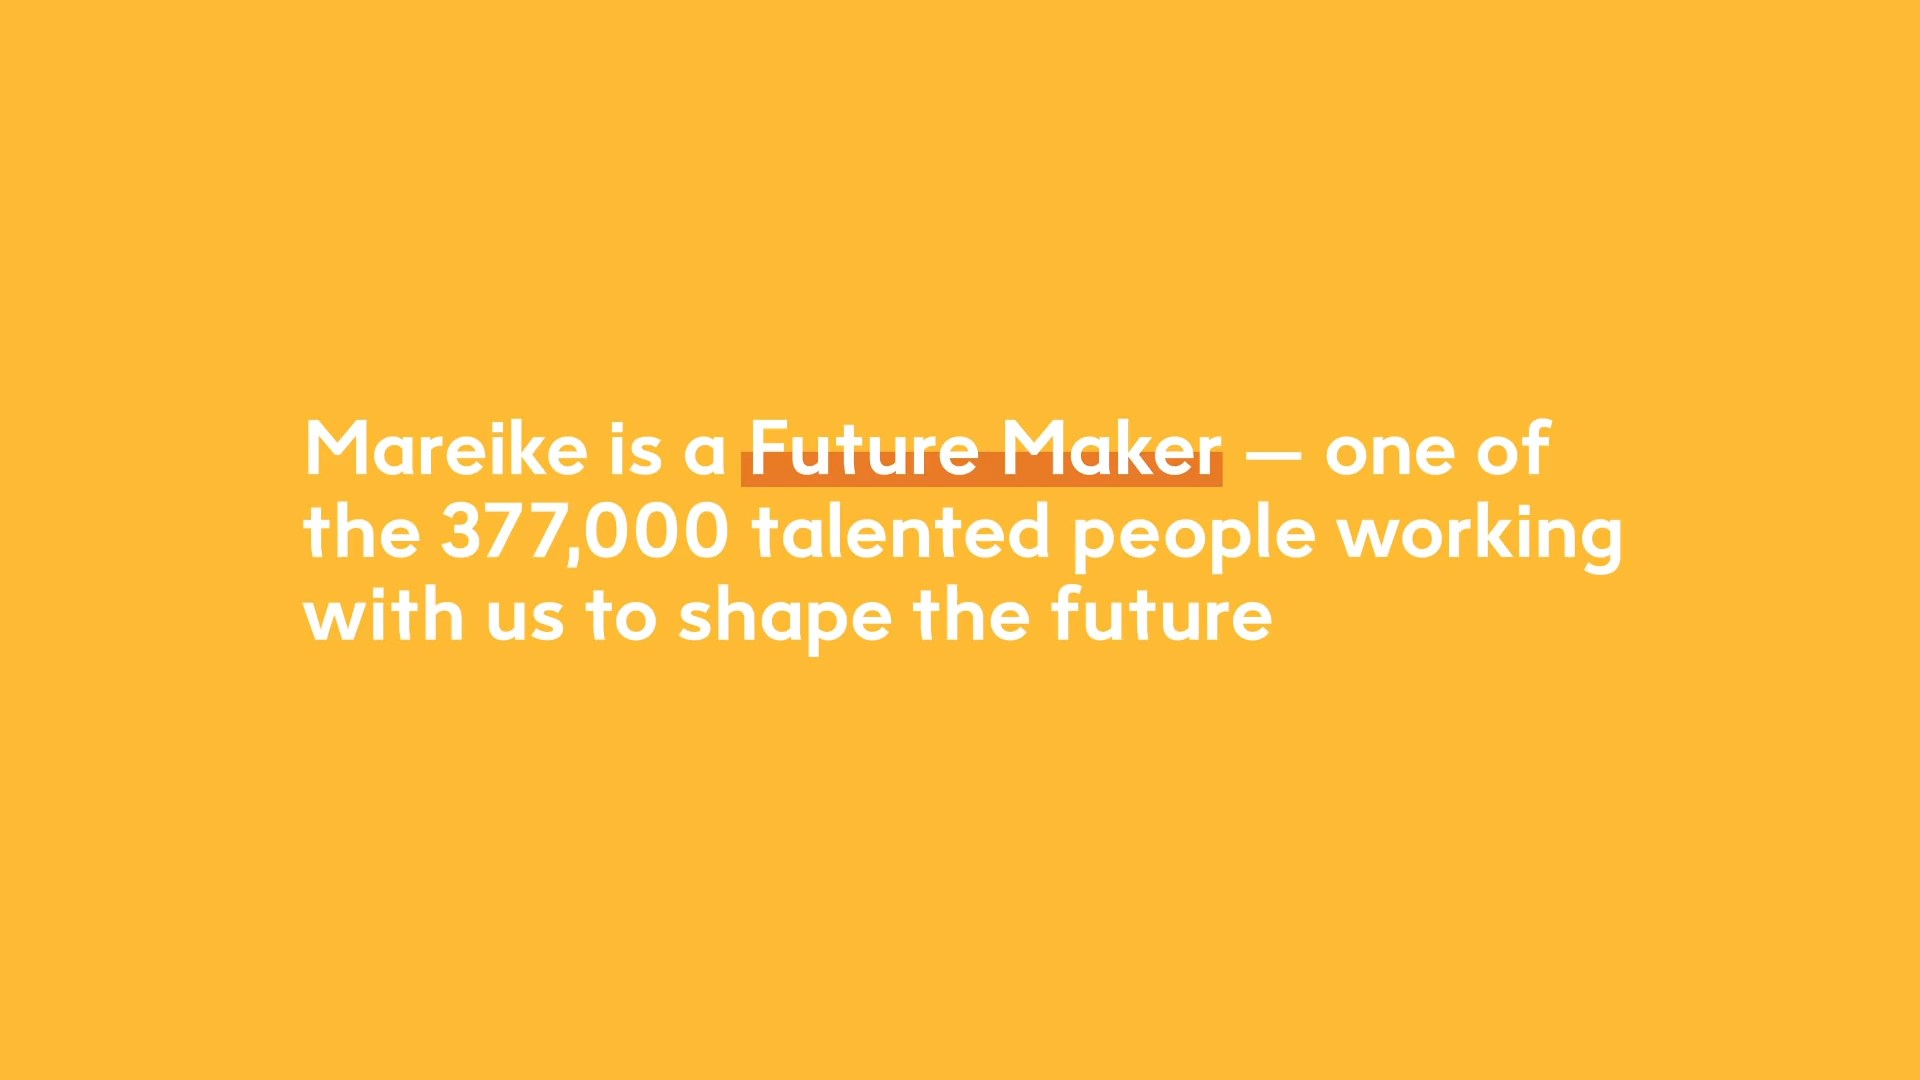 Mareike is a Future Maker — one of
the 377,000 talented people working
with us to shape the future